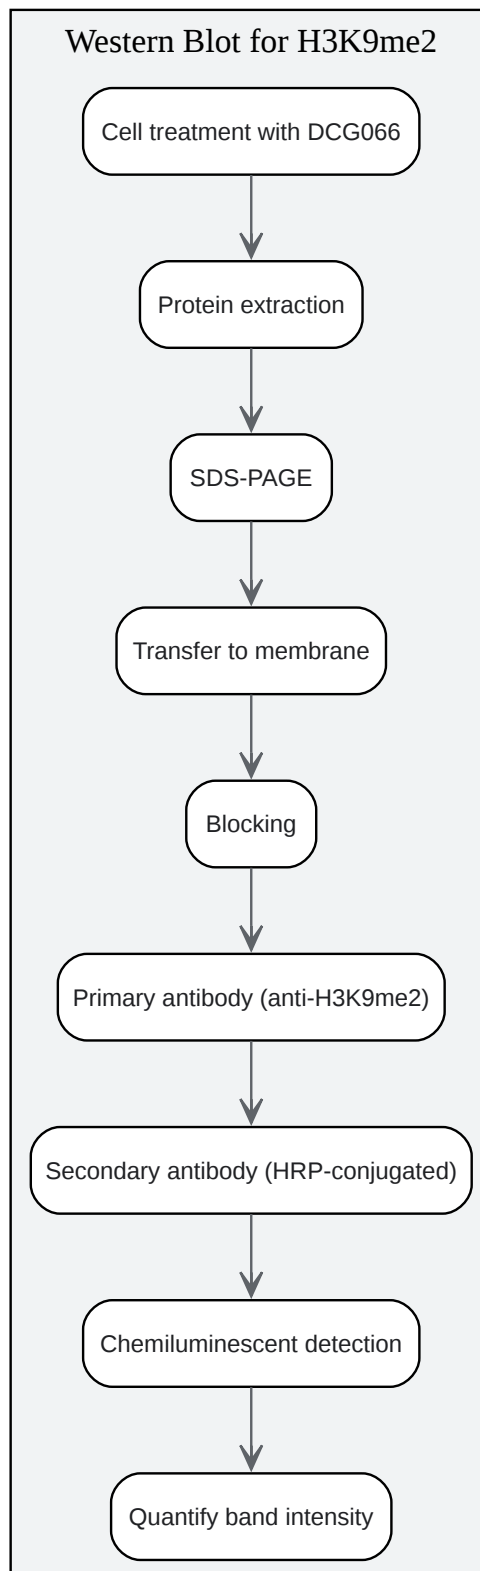 Western Blot for H3K9me2
Cell treatment with DCG066
Protein extraction
SDS-PAGE
Transfer to membrane
Blocking
Primary antibody (anti-H3K9me2)
Secondary antibody (HRP-conjugated)
Chemiluminescent detection
Quantify band intensity